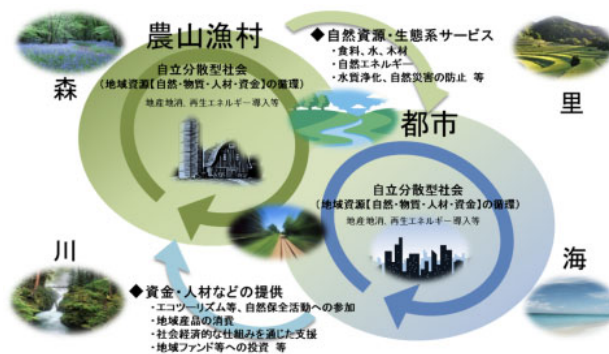 農山漁村
◆自然資源・生態系サービス
・食料、水、木材
・自然エネルギー
・水質浄化、自然災害の防止 等
森
自立分散型社会
(地域資源【自然・物質・人材・資金】の循環)
地産地消、再生エネルギー導入等
里
都市
自立分散型社会
(地域資源【自然・物質・人材・資金】の循環)
地産地消、再生エネルギー導入等
川
海
◆資金・人材などの提供
・エコツーリズム等、自然保全活動への参加
・地域産品の消費
・社会経済的な仕組みを通じた支援
・地域ファンド等への投資 等